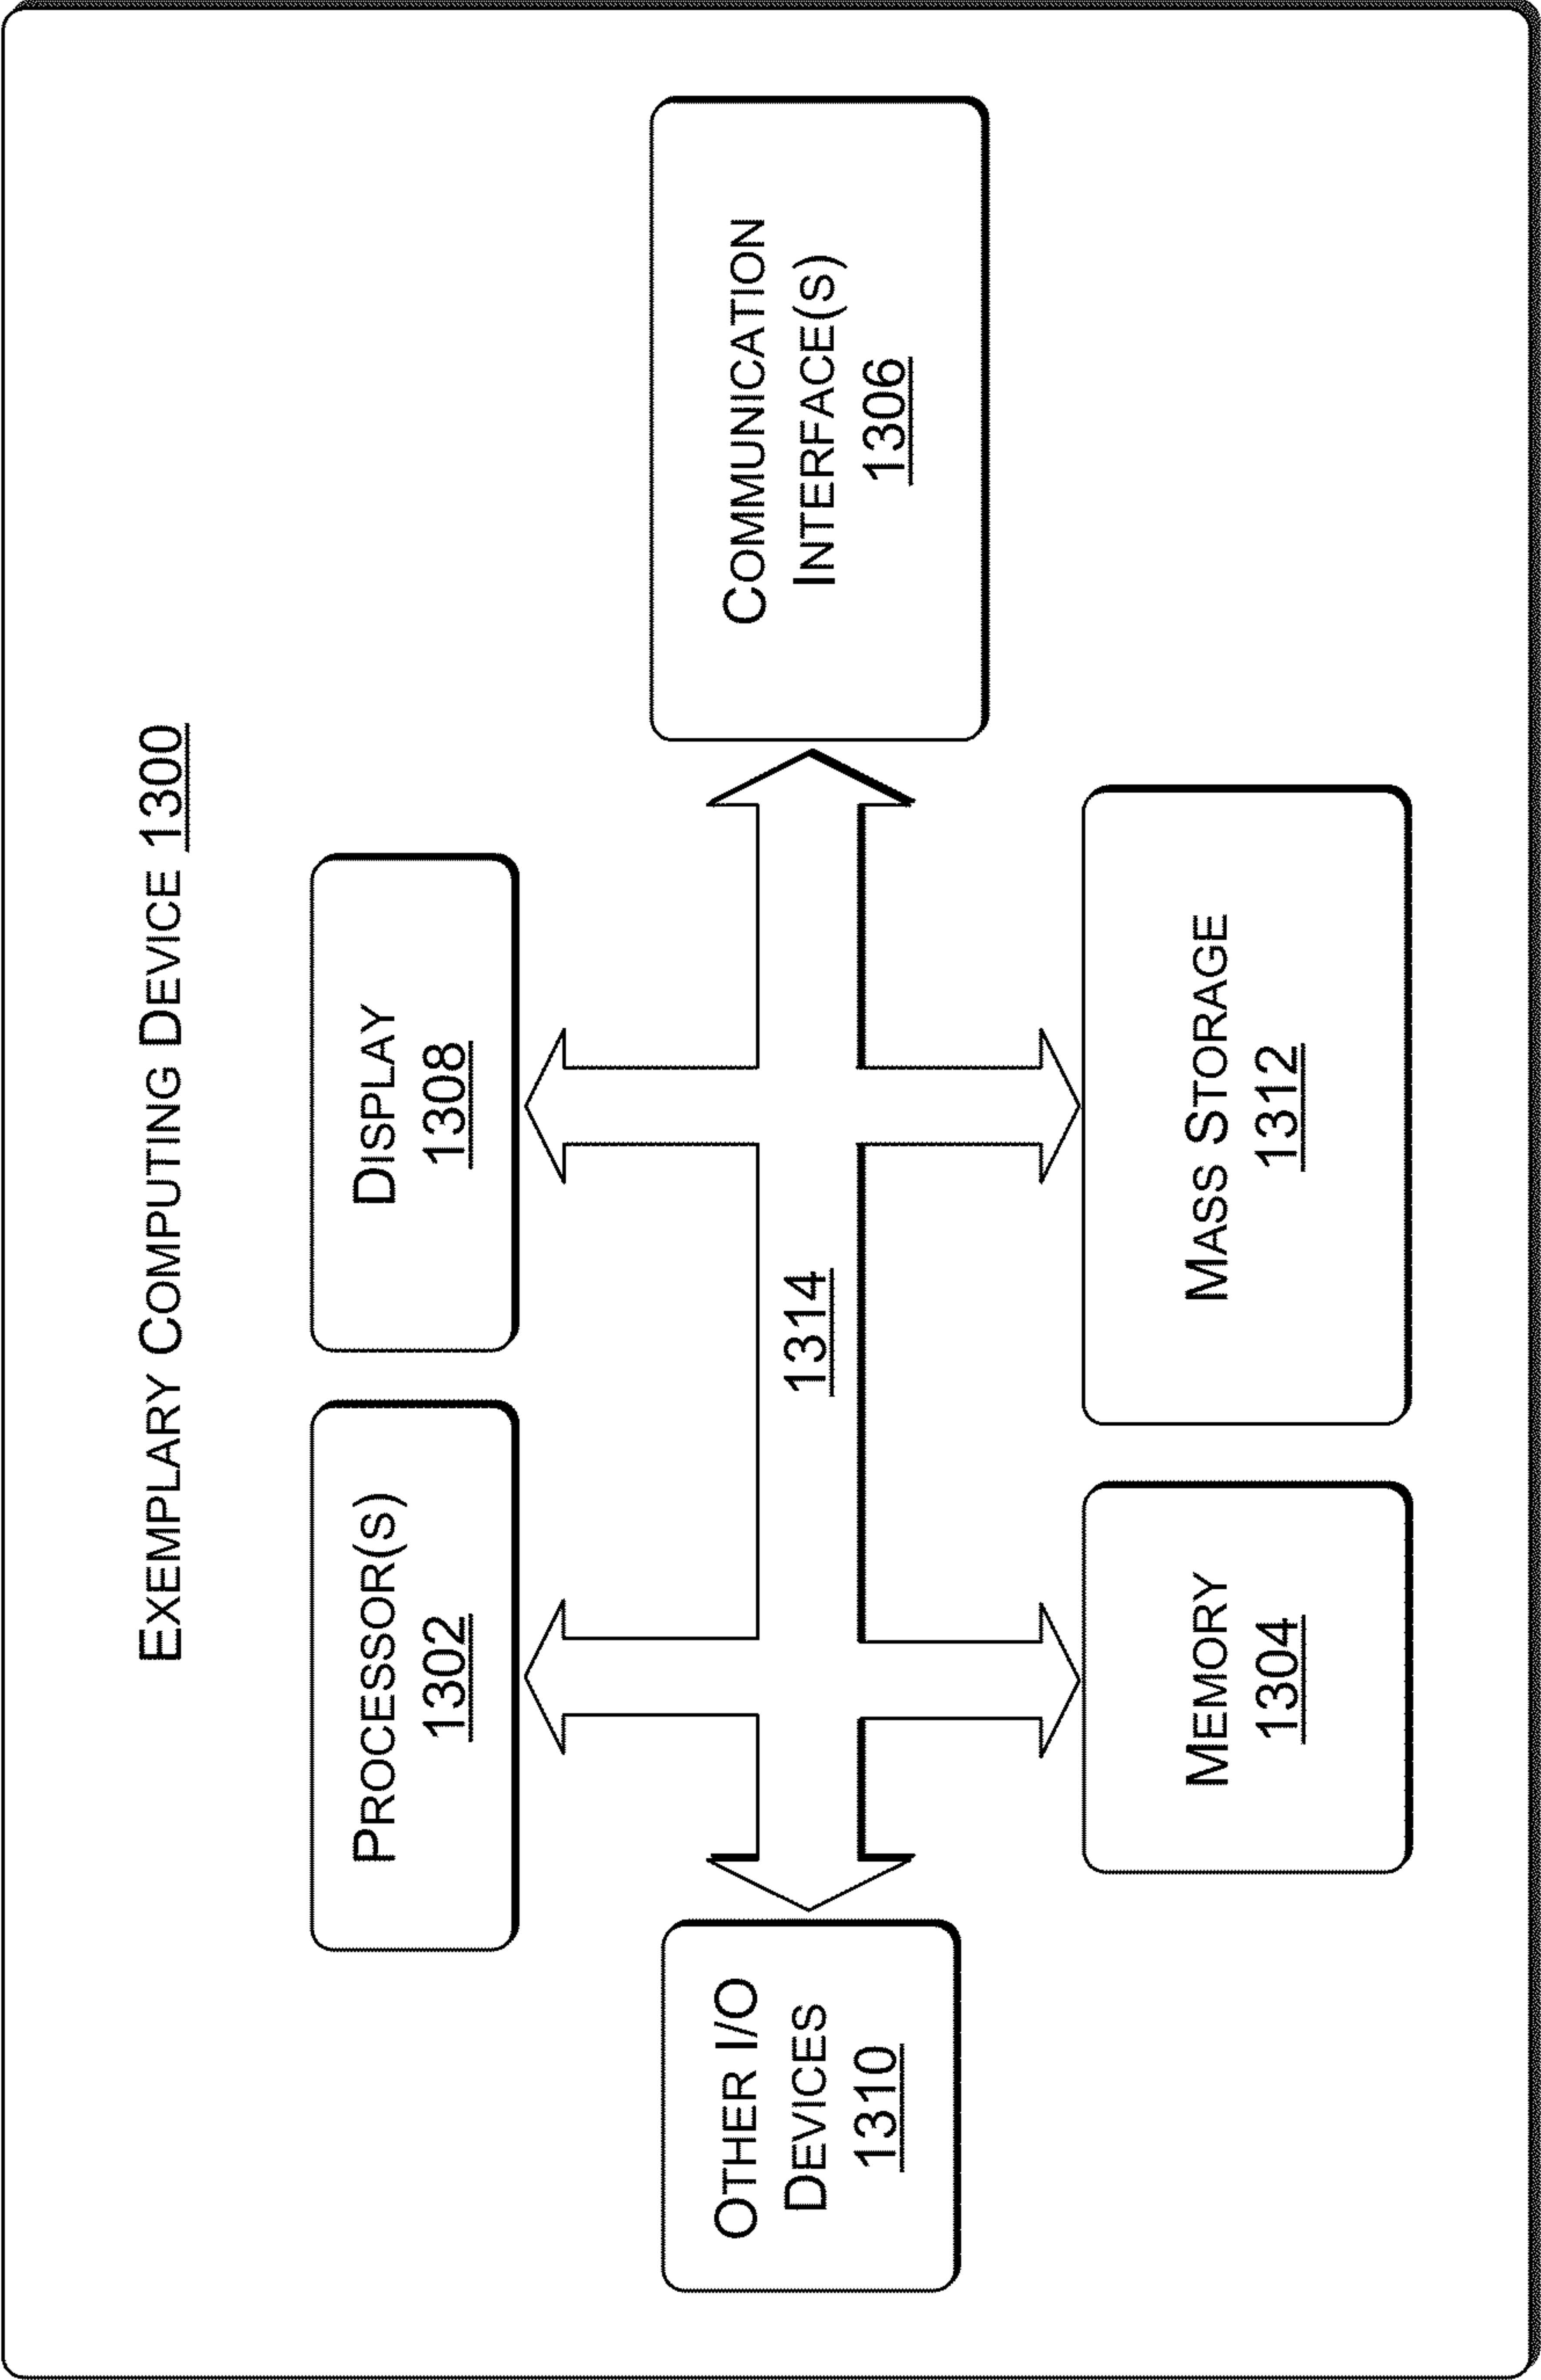 EXEMPLARY COMPUTING DEVICE 1300
PROCESSOR(S)
1302
DISPLAY
1308
OTHER I/O
DEVICES
1310
1314
COMMUNICATION
INTERFACE(S)
1306
MEMORY
1304
MASS STORAGE
1312